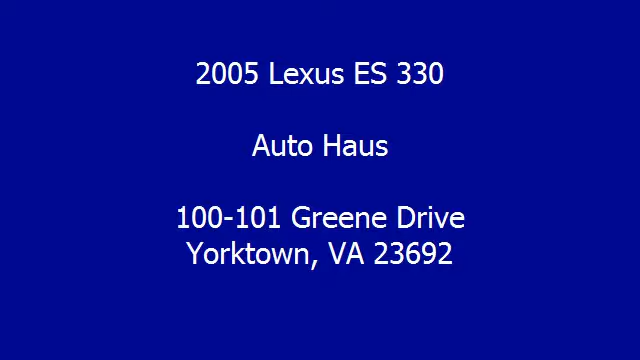 2005 Lexus ES 330
Auto Haus
100-101 Greene Drive
Yorktown, VA 23692